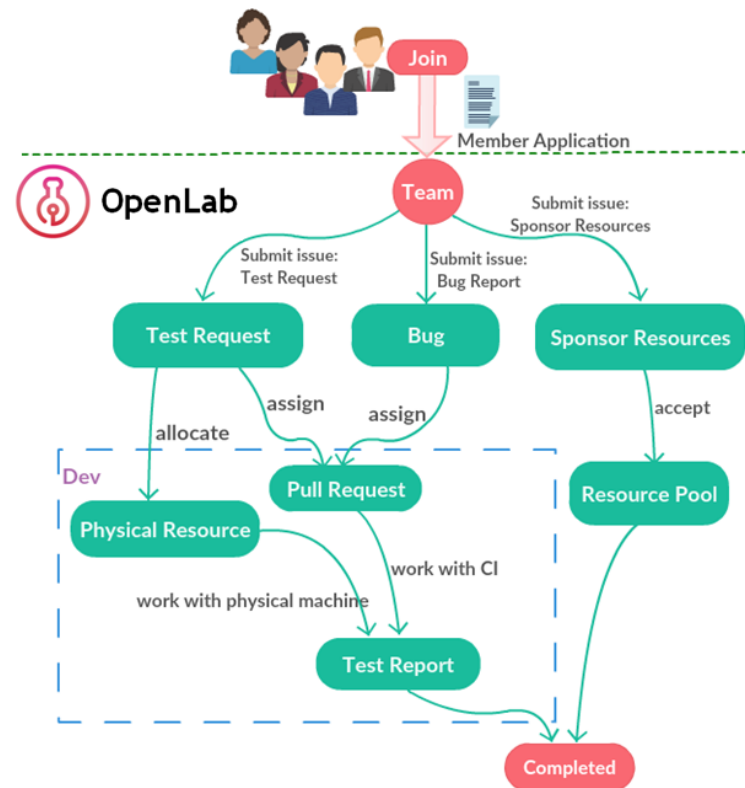 Join
Member Application
OpenLab
Team
Submit issue:
Sponsor Resources
Submit issue:
Test Request
Submit issue:
Bug Report
Test Request
Bug
Sponsor Resources
allocate
assign
assign
accept
Dev
Pull Request
Physical Resource
Resource Pool
work with CI
work with physical machine
Test Report
Completed